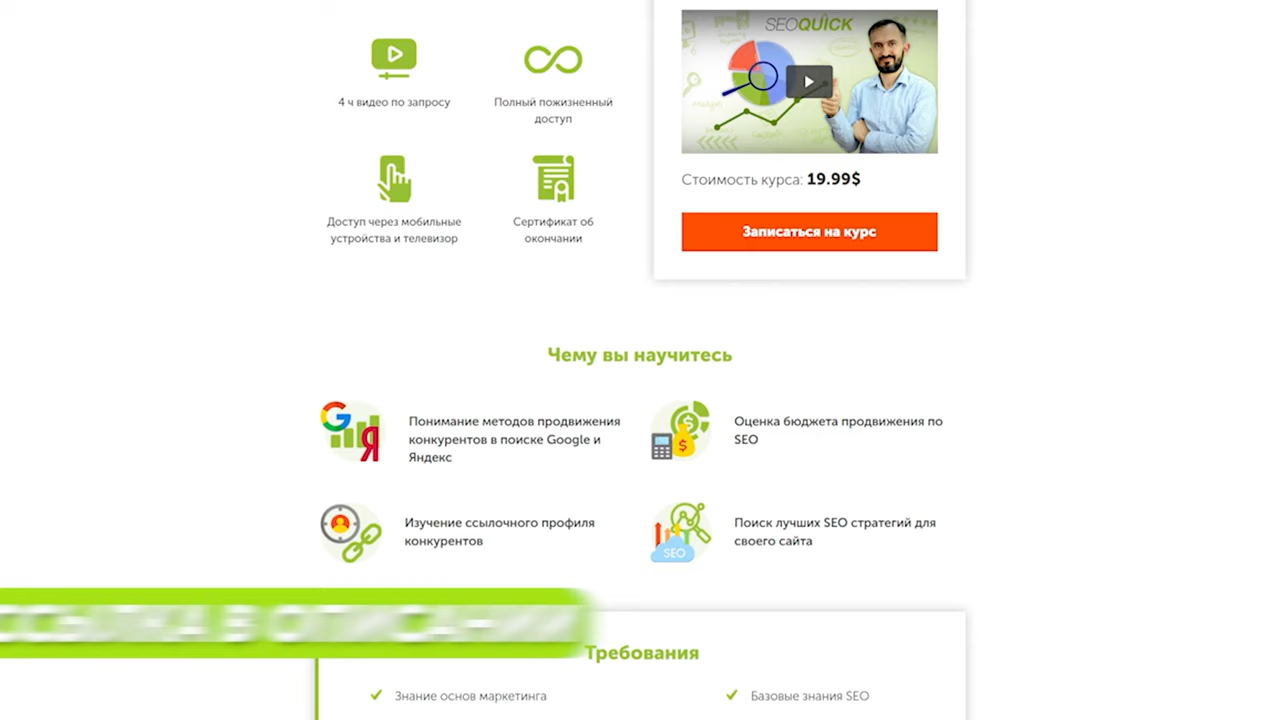 SEOQUICK
4 ч видео по запросу
Полный пожизненный
доступ
Доступ через мобильные
устройства и телевизор
Сертификат об
окончании
Стоимость курса: 19.99$
Записаться на курс
Чему вы научитесь
Понимание методов продвижения
конкурентов в поиске Google и
Яндекс
Оценка бюджета продвижения по
SEO
Изучение ссылочного профиля
конкурентов
Поиск лучших SEO стратегий для
своего сайта
SEO
ССЫЛКА В ОПИСАНИИ
Требования
Знание основ маркетинга
Базовые знания SEO